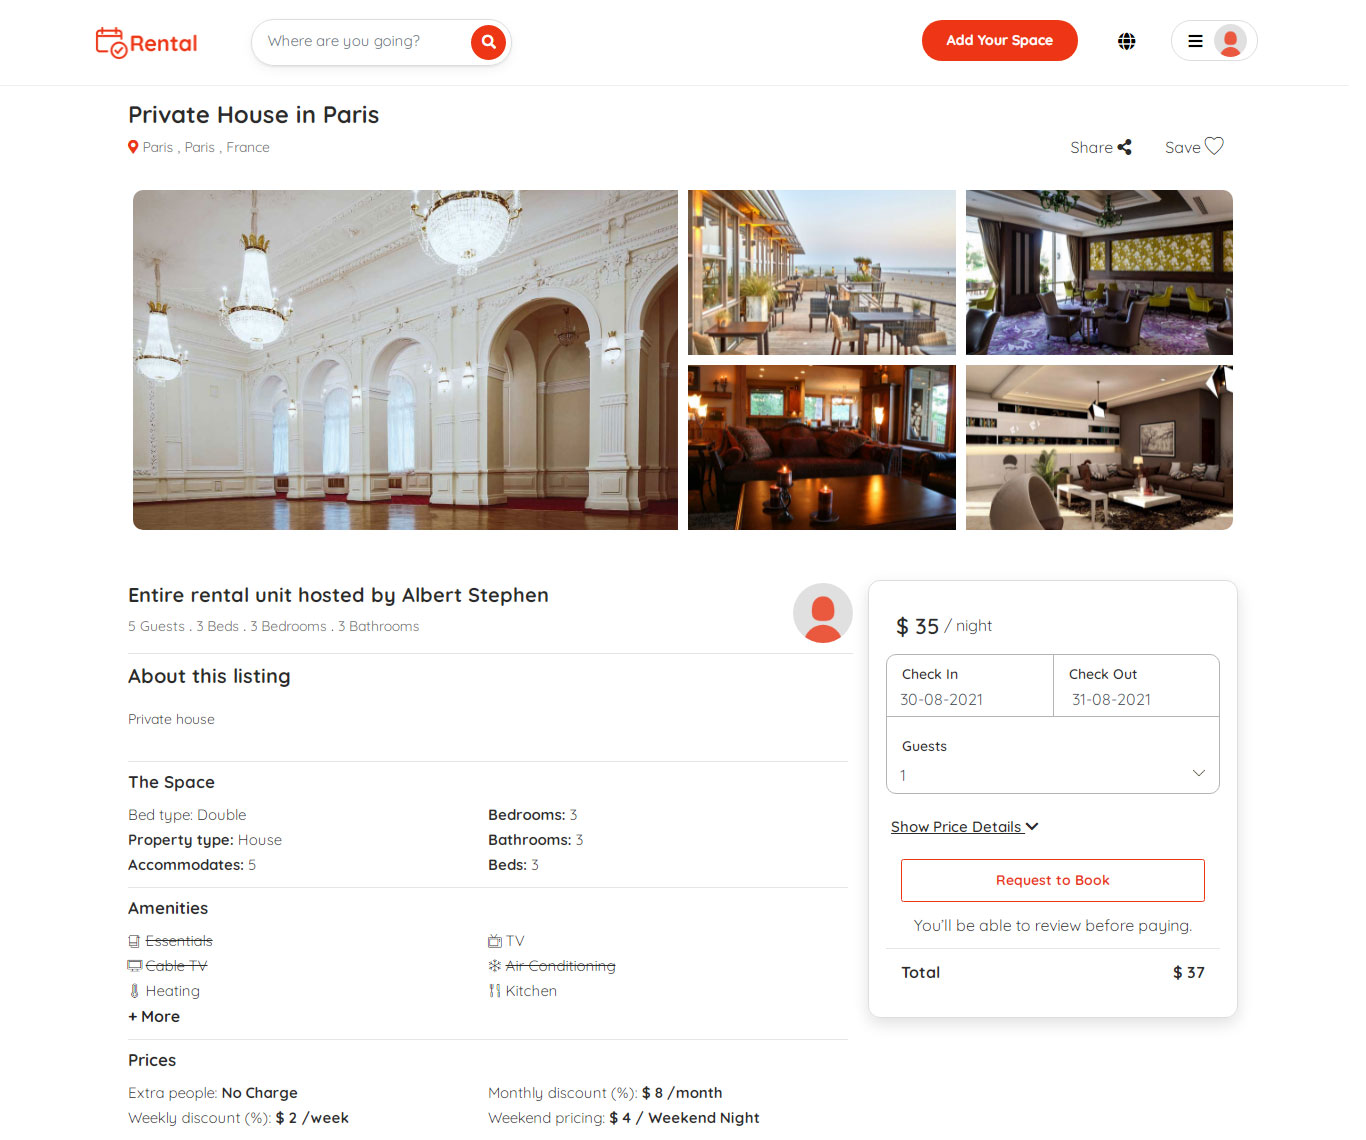 Rental
Where are you going?
Add Your Space
Private House in Paris
Paris , Paris , France
Share
Save
Entire rental unit hosted by Albert Stephen
5 Guests . 3 Beds . 3 Bedrooms . 3 Bathrooms
About this listing
Private house
The Space
Bed type: Double
Bedrooms: 3
Property type: House
Bathrooms: 3
Accommodates: 5
Beds: 3
Amenities
Essentials
TV
Cable TV
Air Conditioning
Heating
Kitchen
+ More
Prices
Extra people: No Charge
Monthly discount (%): $ 8 /month
Weekly discount (%): $ 2 /week
Weekend pricing: $ 4 / Weekend Night
$ 35 / night
Check In
Check Out
30-08-2021
31-08-2021
Guests
1
Show Price Details
Request to Book
You'll be able to review before paying.
Total
$ 37